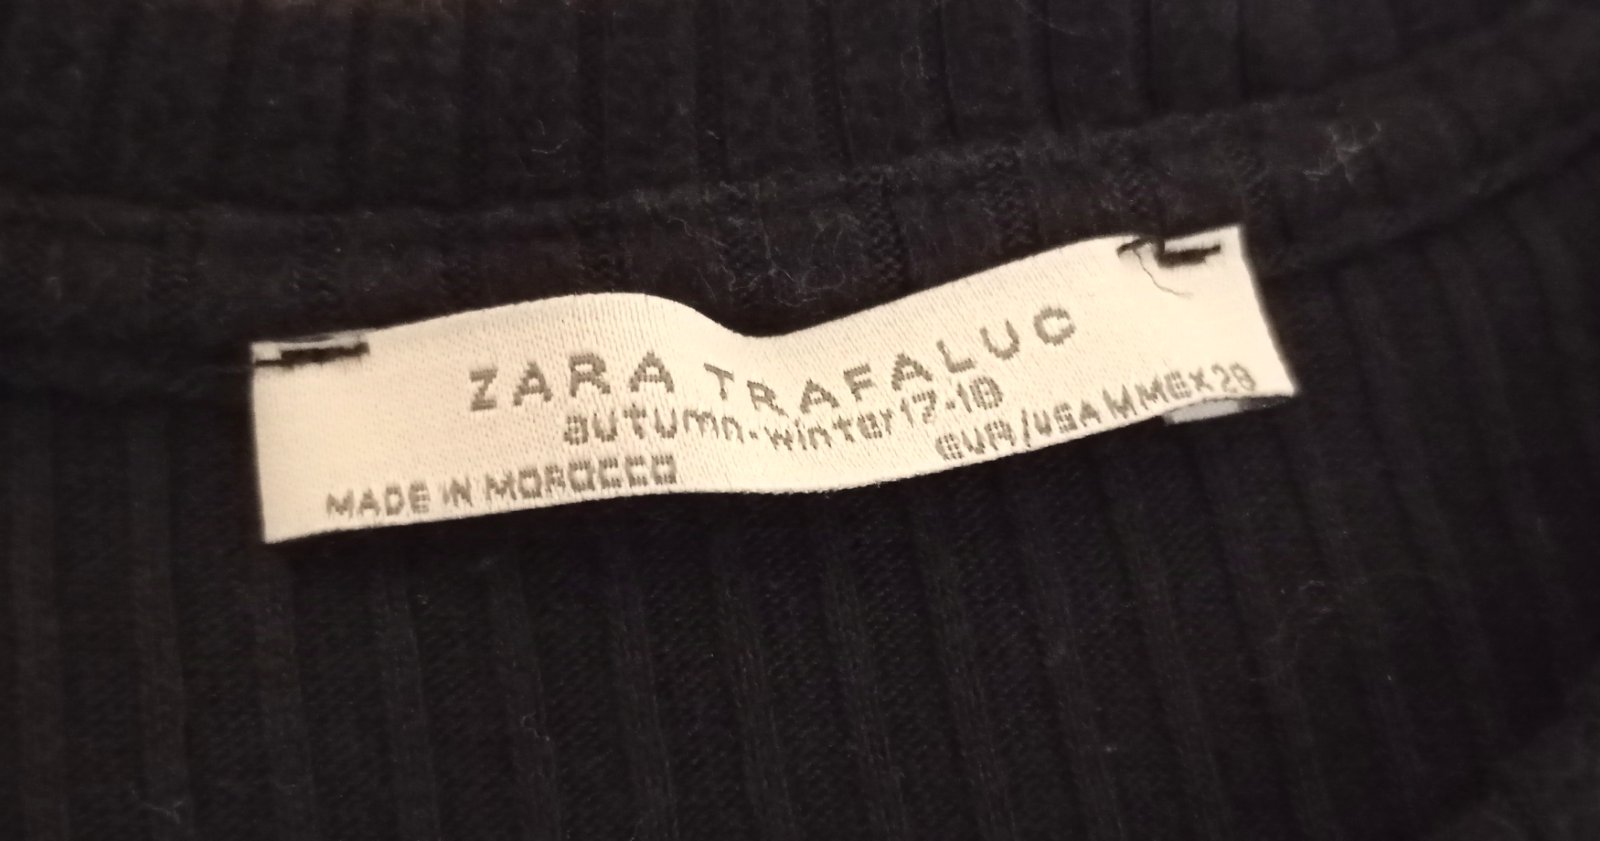 ZARA TRAFALUC
autumn-winter 17-18
MADE IN MOROCCO
EUR/USA M MEX 28